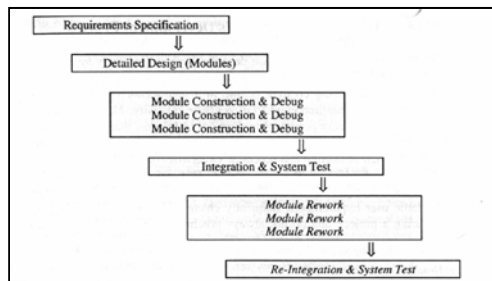 Requirements Specification
Detailed Design (Modules)
Module Construction & Debug
Module Construction & Debug
Module Construction & Debug
Integration & System Test
Module Rework
Module Rework
Module Rework
Re-Integration & System Test